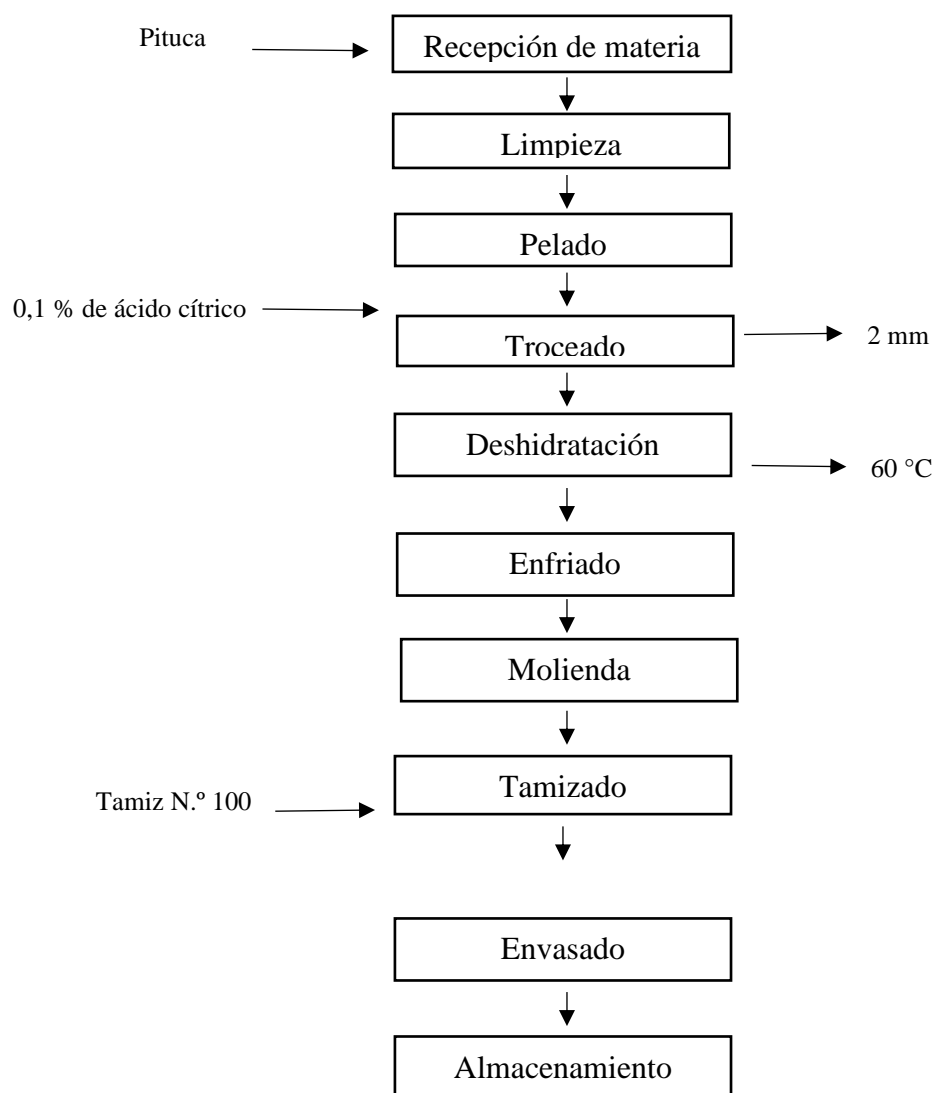 Pituca
Recepción de materia
Limpieza
Pelado
0,1 % de ácido cítrico
Troceado
2 mm
Deshidratación
60 °C
Enfriado
Molienda
Tamizado
Tamiz N.º 100
Envasado
Almacenamiento